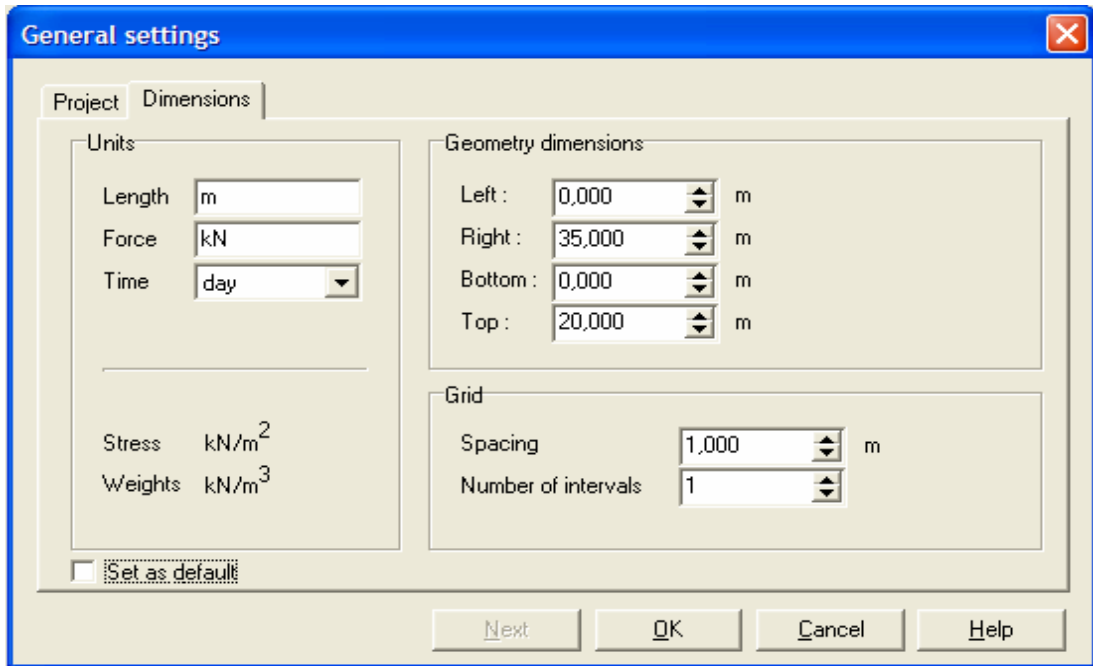 General settings
Project Dimensions
Units
Length m
Force kN
Time day
Stress kN/m²
Weights kN/m³
Geometry dimensions
Left : 0,000 m
Right : 35,000 m
Bottom : 0,000 m
Top : 20,000 m
Grid
Spacing 1,000 m
Number of intervals 1
Set as default
Next OK Cancel Help